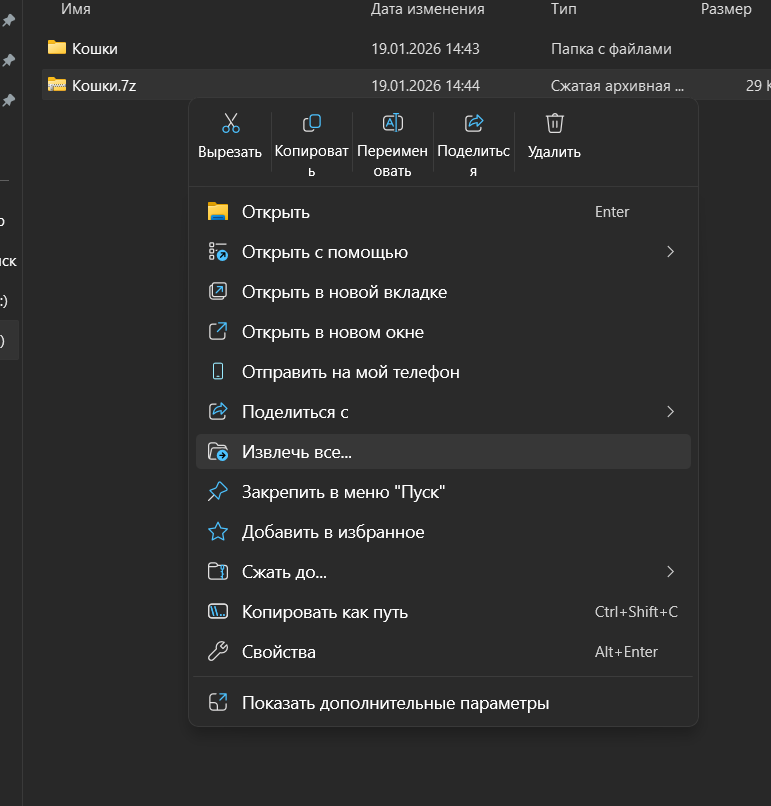 Имя Дата изменения Тип Размер
Кошки 19.01.2026 14:43 Папка с файлами
Кошки.7z 19.01.2026 14:44 Сжатая архивная ... 29
Вырезать
Копировать
Переименовать
Поделиться
Удалить
Открыть Enter
Открыть с помощью
Открыть в новой вкладке
Открыть в новом окне
Отправить на мой телефон
Поделиться с
Извлечь все...
Закрепить в меню "Пуск"
Добавить в избранное
Сжать до...
Копировать как путь Ctrl+Shift+C
Свойства Alt+Enter
Показать дополнительные параметры